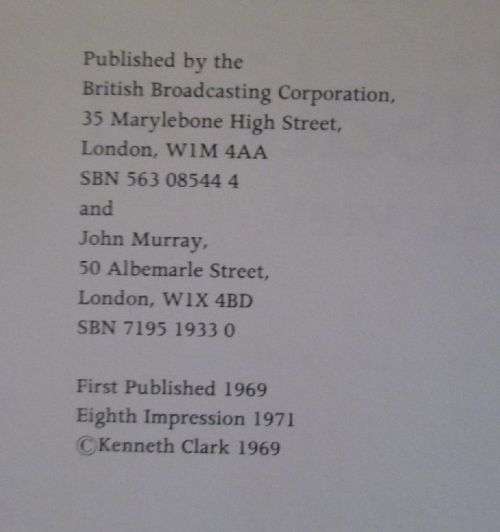 Published by the
British Broadcasting Corporation,
35 Marylebone High Street,
London, W1M 4AA
SBN 563 08544 4
and
John Murray,
50 Albemarle Street,
London, W1X 4BD
SBN 7195 1933 0
First Published 1969
Eighth Impression 1971
©Kenneth Clark 1969